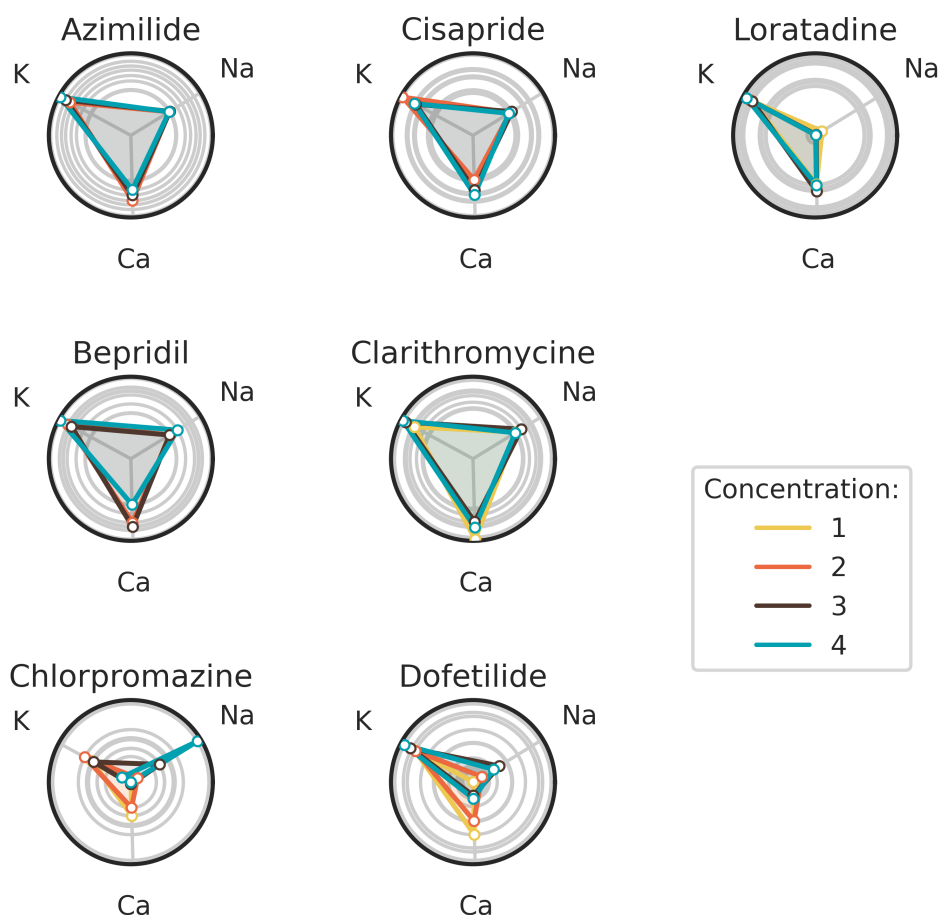 Azimilide
Cisapride
Loratadine
K
Na
K
Na
K
Na
Ca
Ca
Ca
Bepridil
Clarithromycine
K
Na
K
Na
Ca
Ca
Concentration:
1
2
3
4
Chlorpromazine
Dofetilide
K
Na
K
Na
Ca
Ca